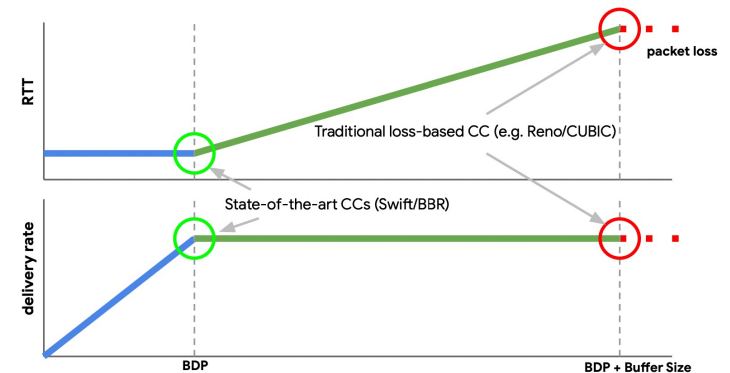 RTT
packet loss
Traditional loss-based CC (e.g. Reno/CUBIC)
State-of-the-art CCs (Swift/BBR)
delivery rate
BDP
BDP + Buffer Size